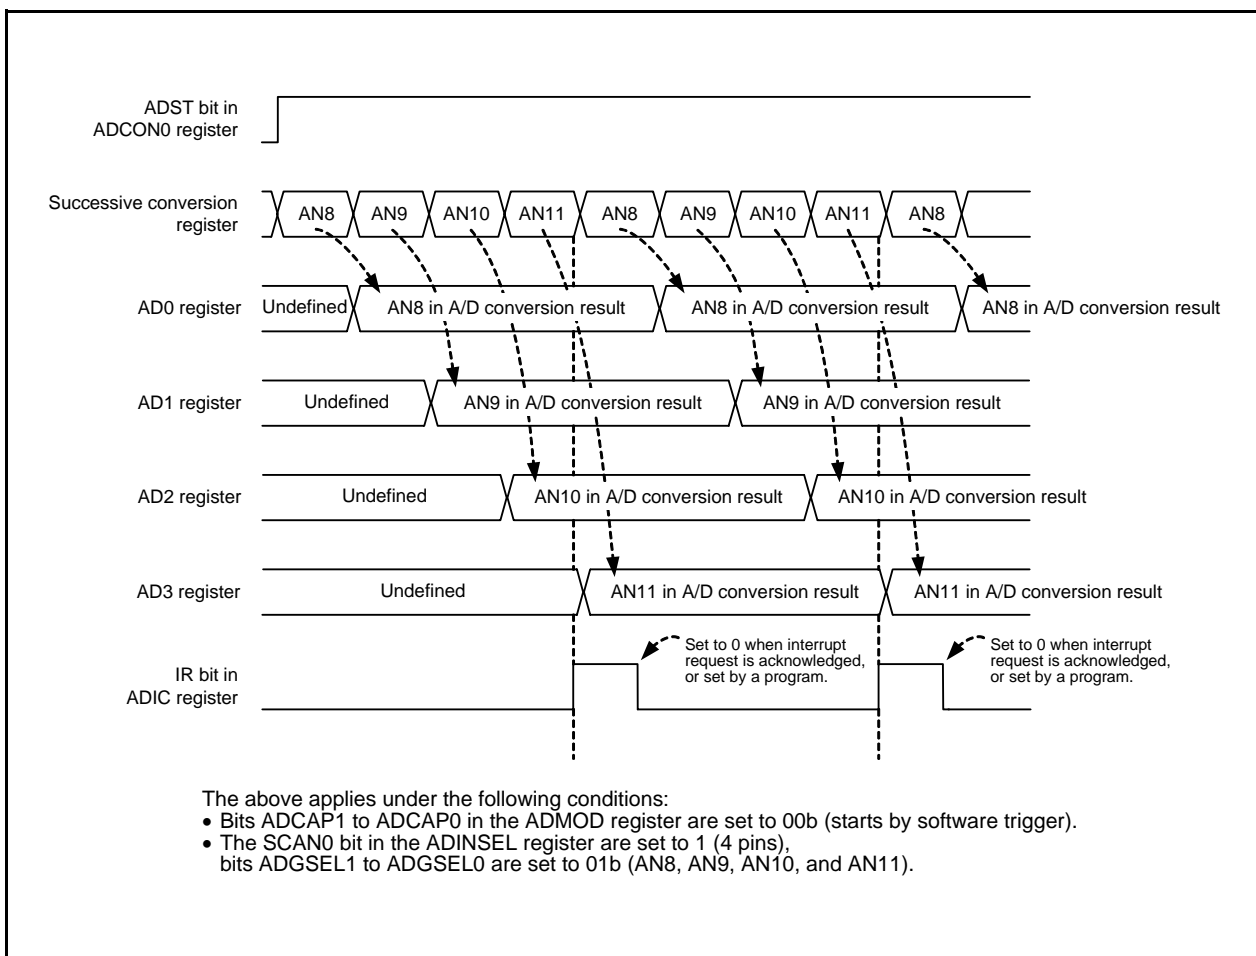 ADST bit in
ADCON0 register
Successive conversion
register
AN8 AN9 AN10 AN11 AN8 AN9 AN10 AN11 AN8
AD0 register
Undefined AN8 in A/D conversion result AN8 in A/D conversion result AN8 in A/D conversion result
AD1 register
Undefined AN9 in A/D conversion result AN9 in A/D conversion result
AD2 register
Undefined AN10 in A/D conversion result AN10 in A/D conversion result
AD3 register
Undefined AN11 in A/D conversion result AN11 in A/D conversion result
IR bit in
ADIC register
Set to 0 when interrupt
request is acknowledged,
or set by a program.
Set to 0 when interrupt
request is acknowledged,
or set by a program.
The above applies under the following conditions:
• Bits ADCAP1 to ADCAP0 in the ADMOD register are set to 00b (starts by software trigger).
• The SCAN0 bit in the ADINSEL register are set to 1 (4 pins),
bits ADGSEL1 to ADGSEL0 are set to 01b (AN8, AN9, AN10, and AN11).